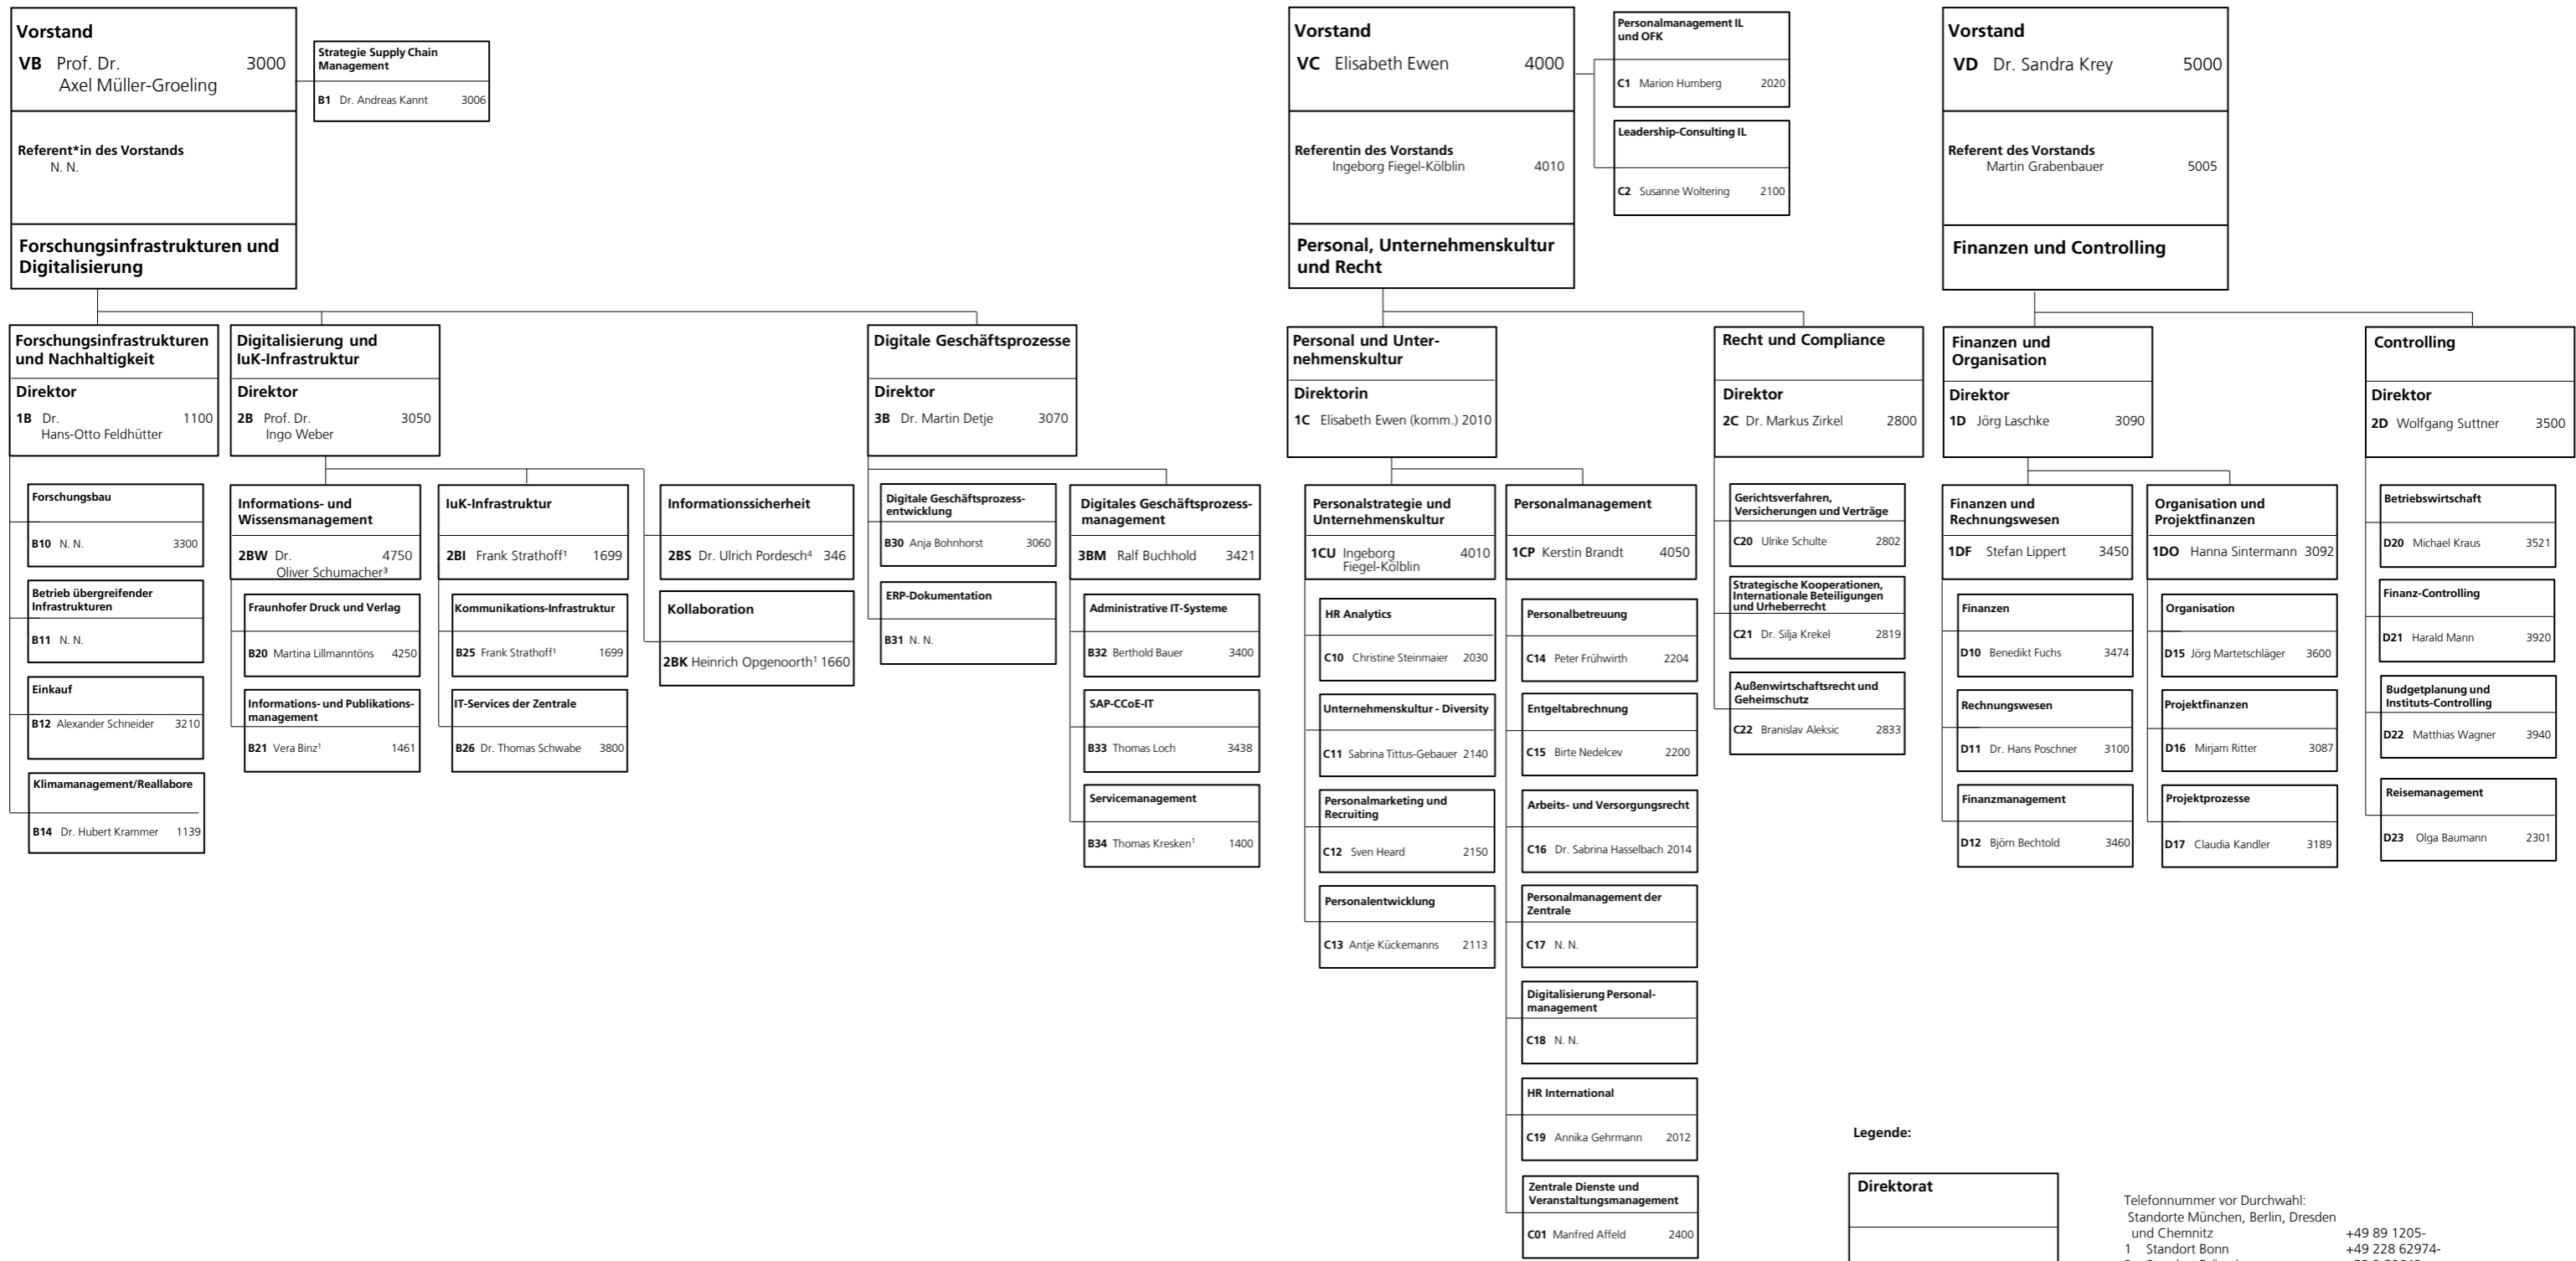 Vorstand
VB Prof. Dr. 3000
Axel Müller-Groeling
Referent*in des Vorstands
N. N.
Forschungsinfrastrukturen und
Digitalisierung
Strategie Supply Chain
Management
B1 Dr. Andreas Kannt 3006
Forschungsinfrastrukturen
und Nachhaltigkeit
Direktor
1B Dr. 1100
Hans-Otto Feldhütter
Forschungsbau
B10 N. N. 3300
Betrieb übergreifender
Infrastrukturen
B11 N. N.
Einkauf
B12 Alexander Schneider 3210
Klimamanagement/Reallabore
B14 Dr. Hubert Krammer 1139
Digitalisierung und
IuK-Infrastruktur
Direktor
2B Prof. Dr. 3050
Ingo Weber
Informations- und
Wissensmanagement
2BW Dr. 4750
Oliver Schumacher³
Fraunhofer Druck und Verlag
B20 Martina Lillmanntöns 4250
Informations- und Publikations-
management
B21 Vera Binz¹ 1461
IuK-Infrastruktur
2BI Frank Strathoff¹ 1699
Kommunikations-Infrastruktur
B25 Frank Strathoff¹ 1699
IT-Services der Zentrale
B26 Dr. Thomas Schwabe 3800
Informationssicherheit
2BS Dr. Ulrich Pordesch⁴ 346
Kollaboration
2BK Heinrich Opgenoorth¹ 1660
Digitale Geschäftsprozesse
Direktor
3B Dr. Martin Detje 3070
Digitale Geschäftsprozess-
entwicklung
B30 Anja Bohnhorst 3060
ERP-Dokumentation
B31 N. N.
Digitales Geschäftsprozess-
management
3BM Ralf Buchhold 3421
Administrative IT-Systeme
B32 Berthold Bauer 3400
SAP-CCoE-IT
B33 Thomas Loch 3438
Servicemanagement
B34 Thomas Kresken¹ 1400
Vorstand
VC Elisabeth Ewen 4000
Referentin des Vorstands
Ingeborg Fiegel-Kölblin 4010
Personal, Unternehmenskultur
und Recht
Personalmanagement IL
und OFK
C1 Marion Humberg 2020
Leadership-Consulting IL
C2 Susanne Woltering 2100
Personal und Unter-
nehmenskultur
Direktorin
1C Elisabeth Ewen (komm.) 2010
Personalstrategie und
Unternehmenskultur
1CU Ingeborg 4010
Fiegel-Kölblin
HR Analytics
C10 Christine Steinmaier 2030
Unternehmenskultur - Diversity
C11 Sabrina Tittus-Gebauer 2140
Personalmarketing und
Recruiting
C12 Sven Heard 2150
Personalentwicklung
C13 Antje Kückemanns 2113
Personalmanagement
1CP Kerstin Brandt 4050
Personalbetreuung
C14 Peter Frühwirth 2204
Entgeltabrechnung
C15 Birte Nedelcev 2200
Arbeits- und Versorgungsrecht
C16 Dr. Sabrina Hasselbach 2014
Personalmanagement der
Zentrale
C17 N. N.
Digitalisierung Personal-
management
C18 N. N.
HR International
C19 Annika Gehrmann 2012
Zentrale Dienste und
Veranstaltungsmanagement
C01 Manfred Affeld 2400
Recht und Compliance
Direktor
2C Dr. Markus Zirkel 2800
Gerichtsverfahren,
Versicherungen und Verträge
C20 Ulrike Schulte 2802
Strategische Kooperationen,
Internationale Beteiligungen
und Urheberrecht
C21 Dr. Silja Krekel 2819
Außenwirtschaftsrecht und
Geheimschutz
C22 Branislav Aleksic 2833
Vorstand
VD Dr. Sandra Krey 5000
Referent des Vorstands
Martin Grabenbauer 5005
Finanzen und Controlling
Finanzen und
Organisation
Direktor
1D Jörg Laschke 3090
Finanzen und
Rechnungswesen
1DF Stefan Lippert 3450
Finanzen
D10 Benedikt Fuchs 3474
Rechnungswesen
D11 Dr. Hans Poschner 3100
Finanzmanagement
D12 Björn Bechtold 3460
Organisation und
Projektfinanzen
1DO Hanna Sintermann 3092
Organisation
D15 Jörg Martetschläger 3600
Projektfinanzen
D16 Mirjam Ritter 3087
Projektprozesse
D17 Claudia Kandler 3189
Controlling
Direktor
2D Wolfgang Suttner 3500
Betriebswirtschaft
D20 Michael Kraus 3521
Finanz-Controlling
D21 Harald Mann 3920
Budgetplanung und
Instituts-Controlling
D22 Matthias Wagner 3940
Reisemanagement
D23 Olga Baumann 2301
Legende:
Direktorat
Telefonnummer vor Durchwahl:
Standorte München, Berlin, Dresden
und Chemnitz +49 89 1205-
1 Standort Bonn +49 228 62974-